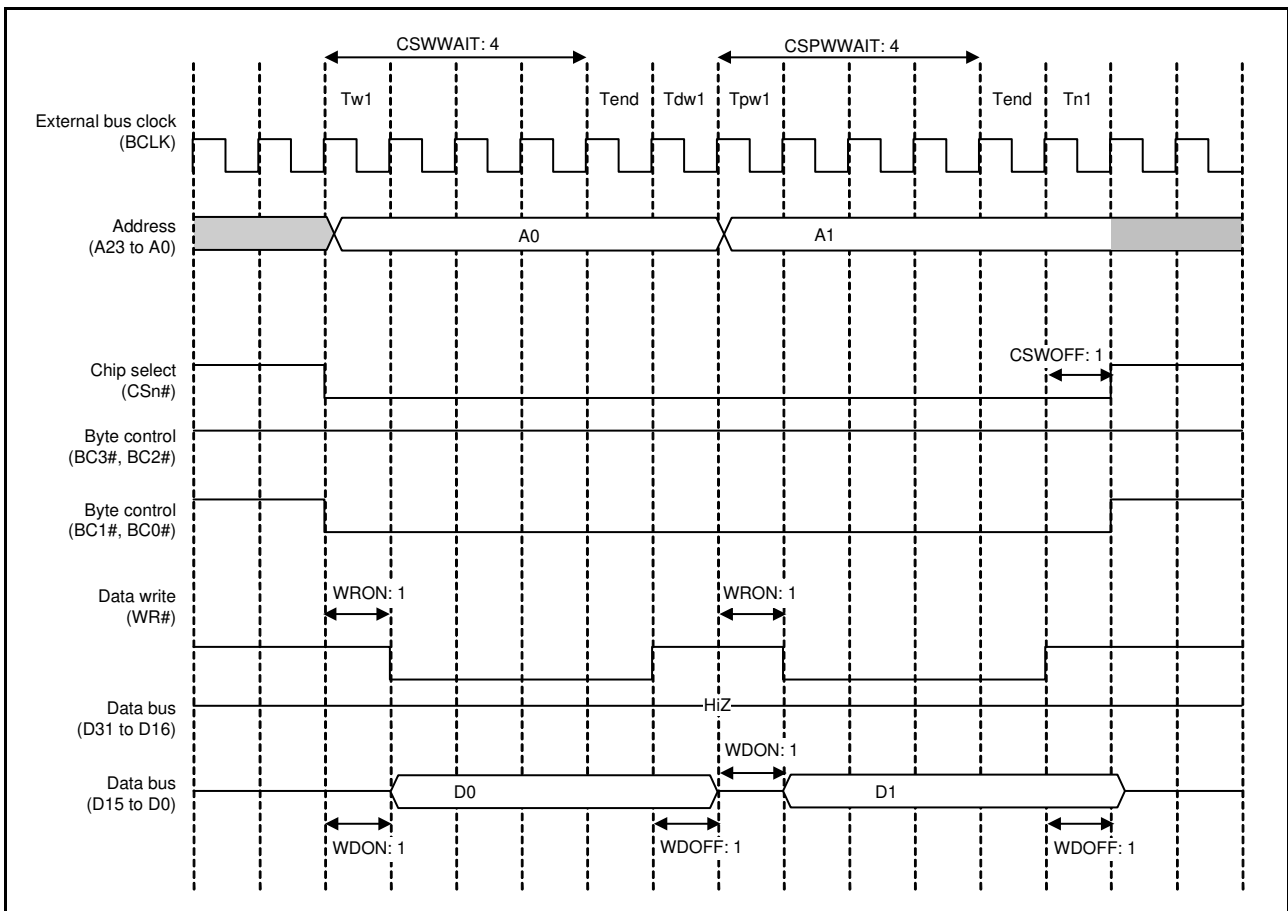 CSWWAIT: 4
CSPWWAIT: 4
Tw1
Tend
Tdw1
Tpw1
Tend
Tn1
External bus clock
(BCLK)
Address
(A23 to A0)
A0
A1
CSWOFF: 1
Chip select
(CSn#)
Byte control
(BC3#, BC2#)
Byte control
(BC1#, BC0#)
Data write
(WR#)
WRON: 1
WRON: 1
Data bus
(D31 to D16)
HiZ
WDON: 1
Data bus
(D15 to D0)
D0
D1
WDON: 1
WDOFF: 1
WDOFF: 1